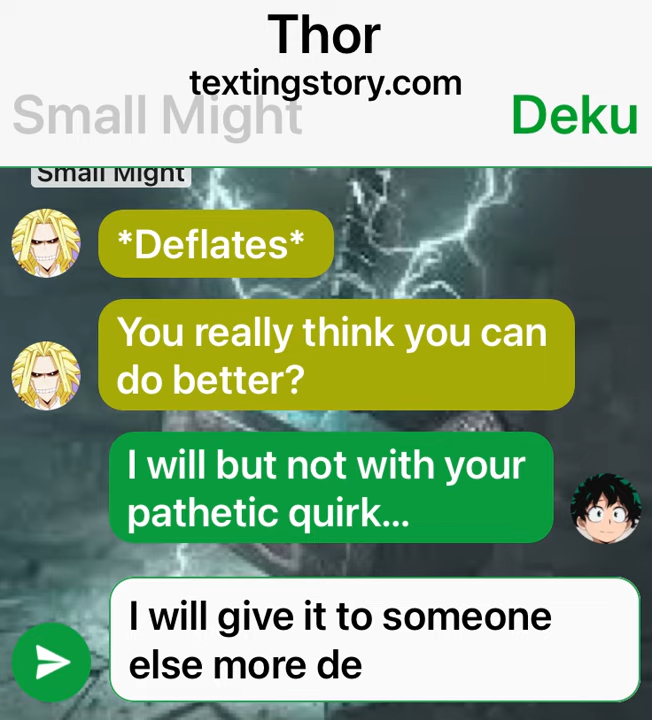 Thor
textingstory.com
Small Might
Deku
Small Might
*Deflates*
You really think you can
do better?
I will but not with your
pathetic quirk...
I will give it to someone
else more de